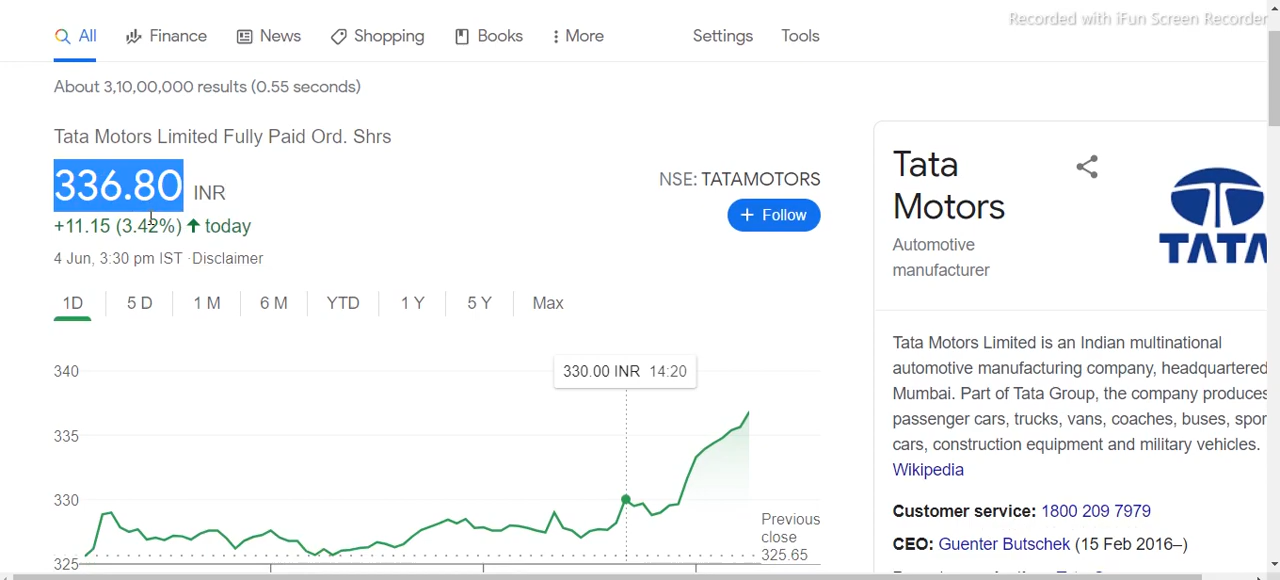 Recorded with iFun Screen Recorder
All Finance News Shopping Books More Settings Tools
About 3,10,00,000 results (0.55 seconds)
Tata Motors Limited Fully Paid Ord. Shrs
336.80 INR
+11.15 (3.42%) today
4 Jun, 3:30 pm IST · Disclaimer
NSE: TATAMOTORS
+ Follow
1D 5 D 1 M 6 M YTD 1 Y 5 Y Max
330.00 INR 14:20
340
335
330
325
Previous
close
325.65
Tata
Motors
Automotive
manufacturer
TATA
Tata Motors Limited is an Indian multinational
automotive manufacturing company, headquartered
Mumbai. Part of Tata Group, the company produces
passenger cars, trucks, vans, coaches, buses, spor
cars, construction equipment and military vehicles.
Wikipedia
Customer service: 1800 209 7979
CEO: Guenter Butschek (15 Feb 2016–)